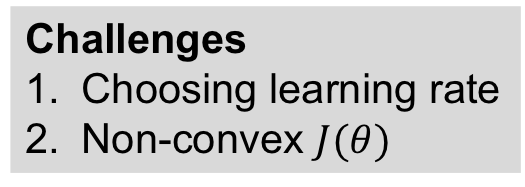 Challenges
1. Choosing learning rate
2. Non-convex J(θ)